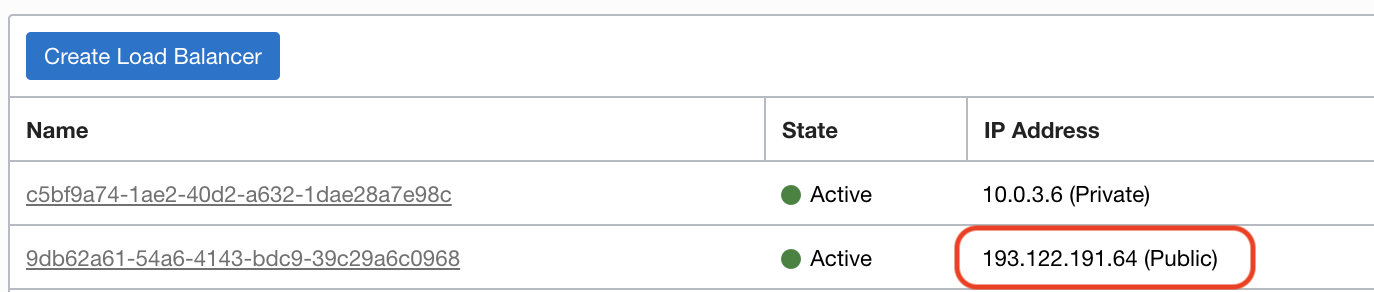 Create Load Balancer
Name State IP Address
c5bf9a74-1ae2-40d2-a632-1dae28a7e98c Active 10.0.3.6 (Private)
9db62a61-54a6-4143-bdc9-39c29a6c0968 Active 193.122.191.64 (Public)